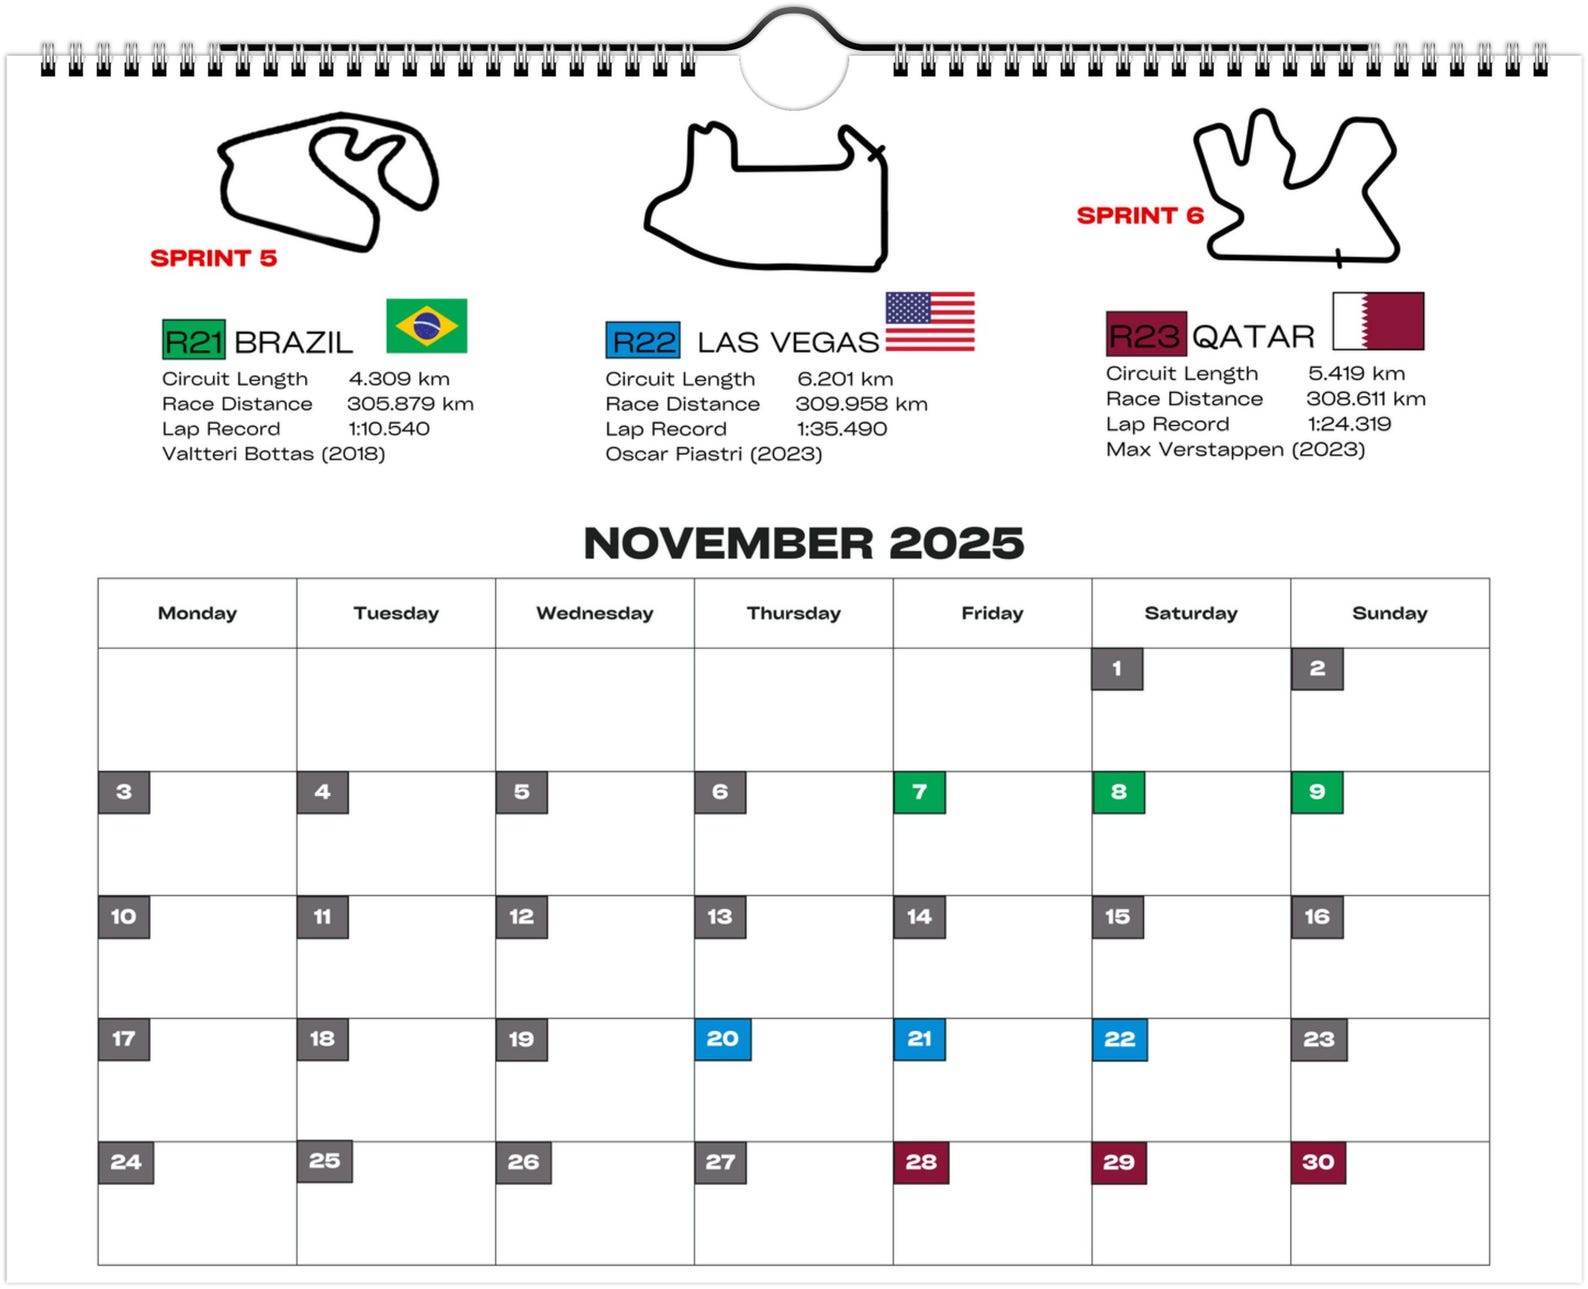 SPRINT 5
SPRINT 6
R21 BRAZIL
Circuit Length 4.309 km
Race Distance 305.879 km
Lap Record 1:10.540
Valtteri Bottas (2018)
R22 LAS VEGAS
Circuit Length 6.201 km
Race Distance 309.958 km
Lap Record 1:35.490
Oscar Piastri (2023)
R23 QATAR
Circuit Length 5.419 km
Race Distance 308.611 km
Lap Record 1:24.319
Max Verstappen (2023)
NOVEMBER 2025
Monday Tuesday Wednesday Thursday Friday Saturday Sunday
1 2
3 4 5 6 7 8 9
10 11 12 13 14 15 16
17 18 19 20 21 22 23
24 25 26 27 28 29 30